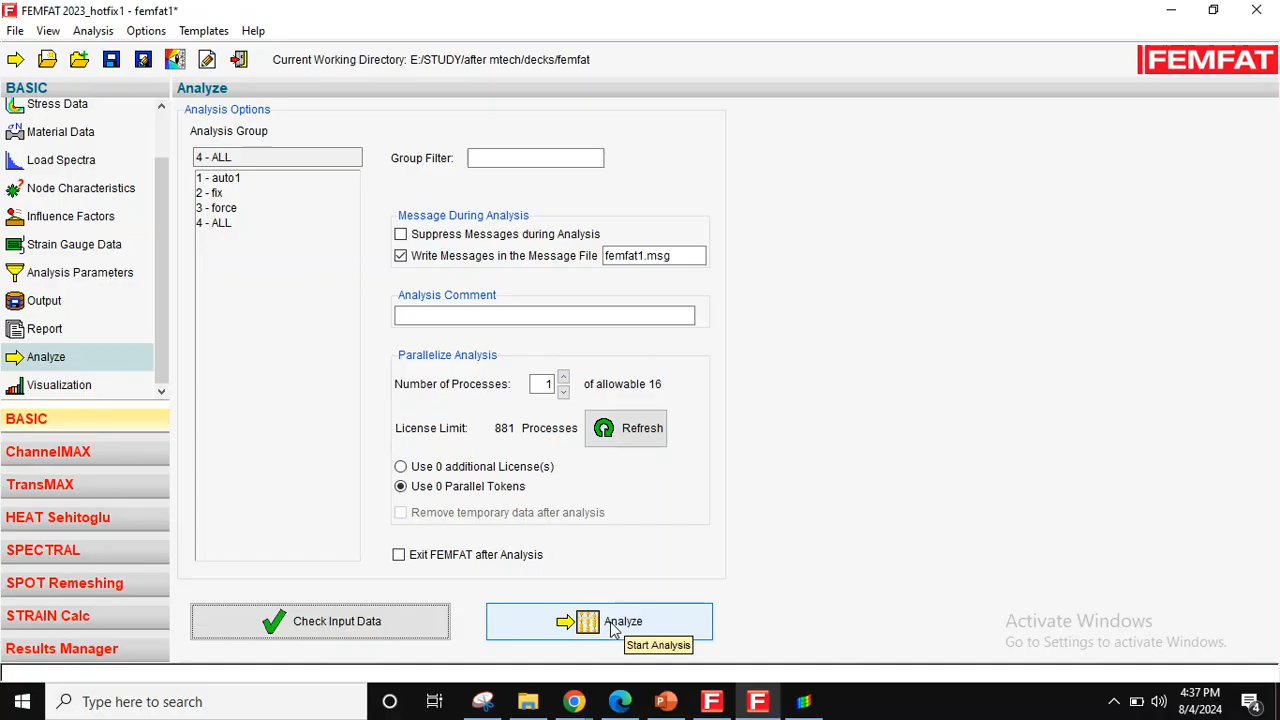 FEMFAT 2023_hotfix1 - femfat1*
File View Analysis Options Templates Help
Current Working Directory: E:/STUDY/after mtech/decks/femfat
FEMFAT
BASIC
Stress Data
Material Data
Load Spectra
Node Characteristics
Influence Factors
Strain Gauge Data
Analysis Parameters
Output
Report
Analyze
Visualization
BASIC
ChannelMAX
TransMAX
HEAT Sehitoglu
SPECTRAL
SPOT Remeshing
STRAIN Calc
Results Manager
Analyze
Analysis Options
Analysis Group
4 - ALL
1 - auto1
2 - fix
3 - force
4 - ALL
Group Filter:
Message During Analysis
Suppress Messages during Analysis
Write Messages in the Message File femfat1.msg
Analysis Comment
Parallelize Analysis
Number of Processes: 1 of allowable 16
License Limit: 881 Processes Refresh
Use 0 additional License(s)
Use 0 Parallel Tokens
Remove temporary data after analysis
Exit FEMFAT after Analysis
Check Input Data
Analyze
Start Analysis
Activate Windows
Go to Settings to activate Windows.
Type here to search
4:37 PM
8/4/2024
4